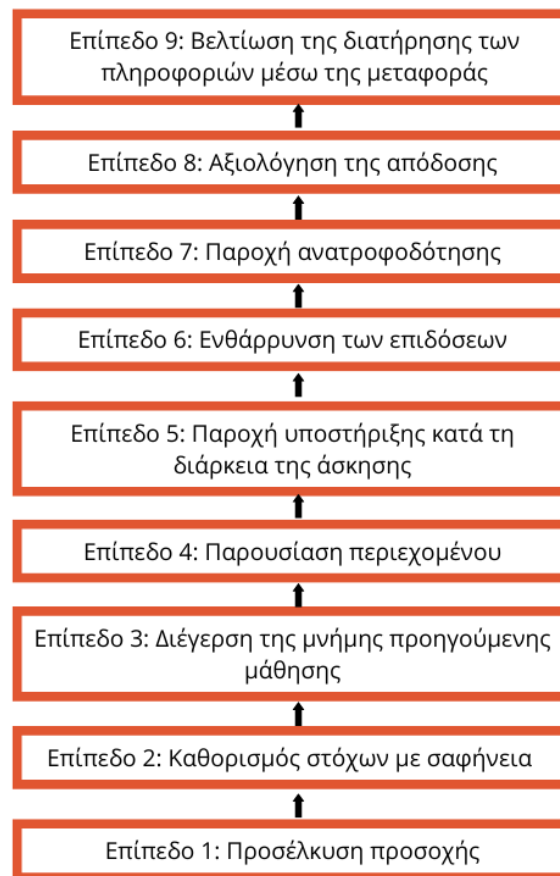 Επίπεδο 9: Βελτίωση της διατήρησης των
πληροφοριών μέσω της μεταφοράς
Επίπεδο 8: Αξιολόγηση της απόδοσης
Επίπεδο 7: Παροχή ανατροφοδότησης
Επίπεδο 6: Ενθάρρυνση των επιδόσεων
Επίπεδο 5: Παροχή υποστήριξης κατά τη
διάρκεια της άσκησης
Επίπεδο 4: Παρουσίαση περιεχομένου
Επίπεδο 3: Διέγερση της μνήμης προηγούμενης
μάθησης
Επίπεδο 2: Καθορισμός στόχων με σαφήνεια
Επίπεδο 1: Προσέλκυση προσοχής